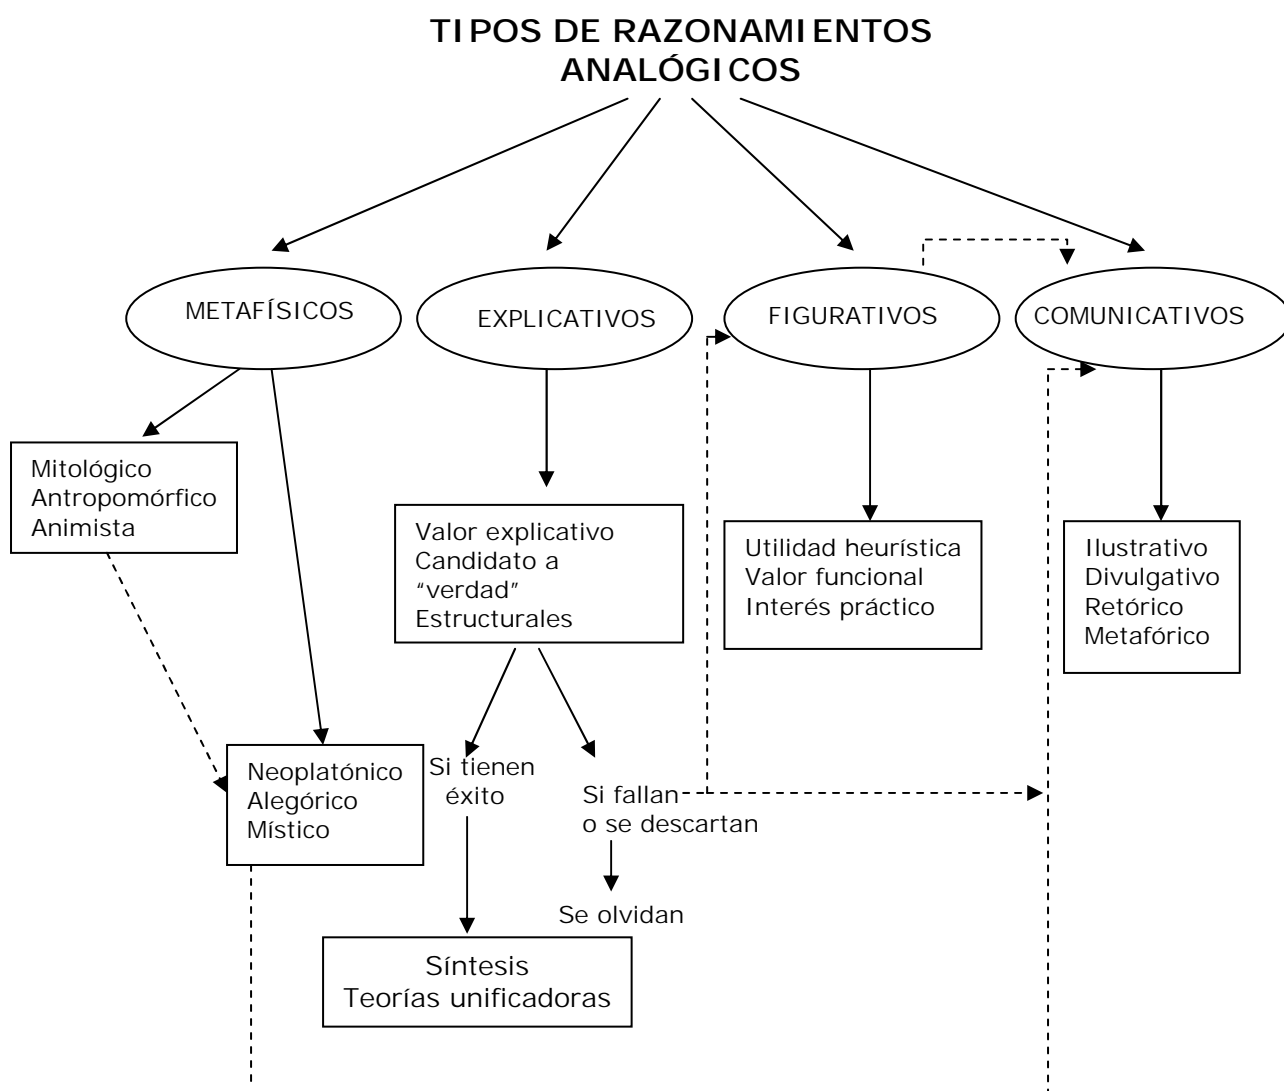 TIPOS DE RAZONAMIENTOS
ANALÓGICOS
METAFÍSICOS
EXPLICATIVOS
FIGURATIVOS
COMUNICATIVOS
Mitológico
Antropomórfico
Animista
Valor explicativo
Candidato a
“verdad”
Estructurales
Utilidad heurística
Valor funcional
Interés práctico
Ilustrativo
Divulgativo
Retórico
Metafórico
Neoplatónico
Alegórico
Místico
Si tienen
éxito
Si fallan
o se descartan
Se olvidan
Síntesis
Teorías unificadoras